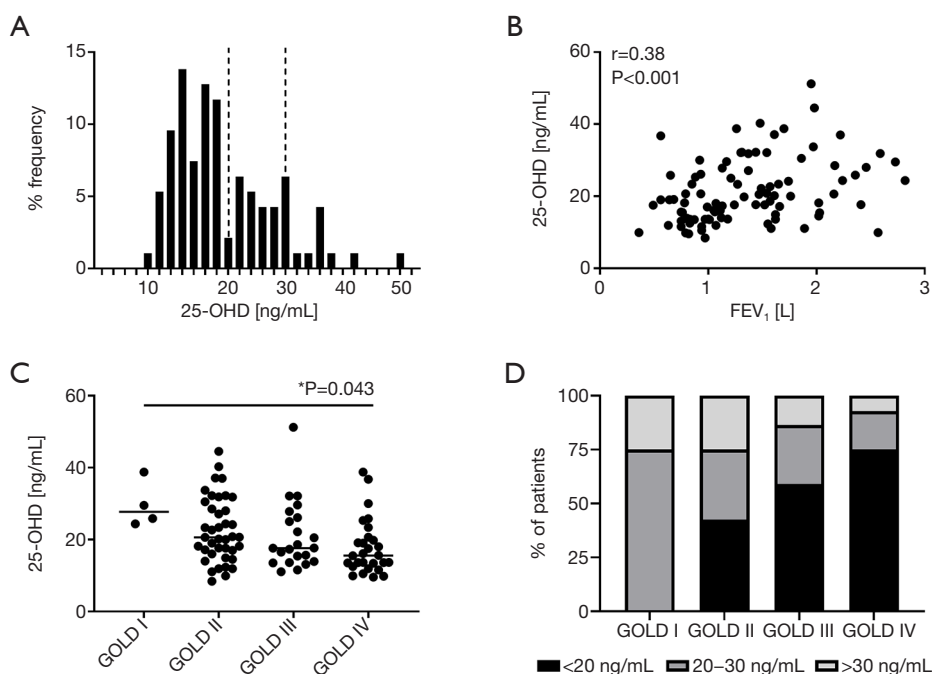 A
% frequency
15
10
5
0
10 20 30 40 50
25-OHD [ng/mL]
B
25-OHD [ng/mL]
60
40
20
0
r=0.38
P<0.001
0 1 2 3
FEV₁ [L]
C
25-OHD [ng/mL]
60
40
20
0
*P=0.043
GOLD I GOLD II GOLD III GOLD IV
D
% of patients
100
75
50
25
0
GOLD I GOLD II GOLD III GOLD IV
<20 ng/mL 20–30 ng/mL >30 ng/mL